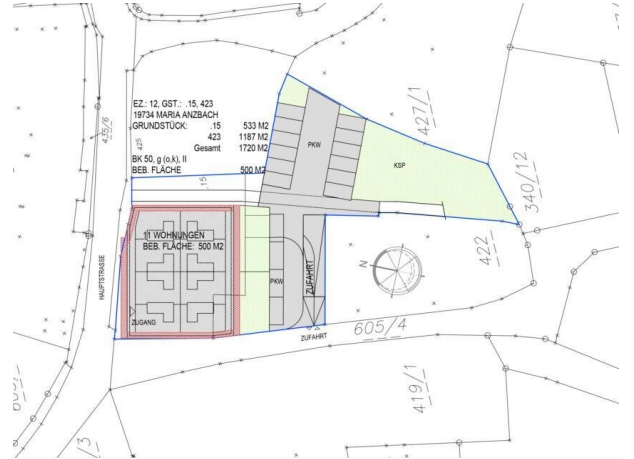 EZ.: 12, GST.: .15, 423
19734 MARIA ANZBACH
GRUNDSTÜCK: .15 533 M2
423 1187 M2
Gesamt 1720 M2
BK 50, g (o,k), II
BEB. FLÄCHE 500 M2
435/6
425
.15
PKW
KSP
427/1
340/12
422
11 WOHNUNGEN
BEB. FLÄCHE: 500 M2
HAUPTSTRASSE
ZUGANG
PKW
ZUFAHRT
N
ZUFAHRT
605/4
419/1